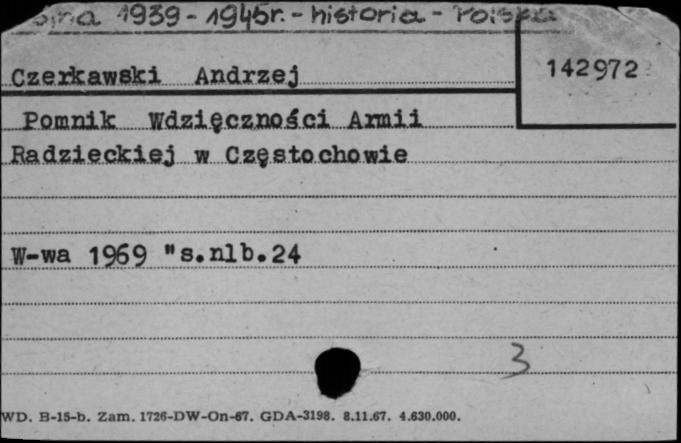 1939-1945r.-historia - Polska
Czerkawski Andrzej
142972
Pomnik Wdzięczności Armii
Radzieckiej w Częstochowie
W-wa 1969 "s.nlb.24
3
WD. B-15-b. Zam. 1726-DW-On-67. GDA-3198. 8.11.67. 4.630.000.